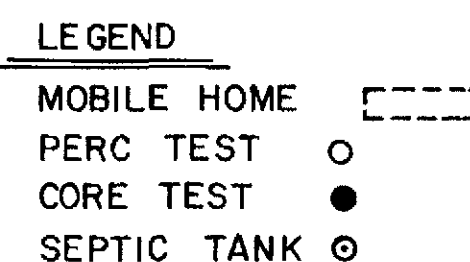 LEGEND
MOBILE HOME
PERC TEST
CORE TEST
SEPTIC TANK